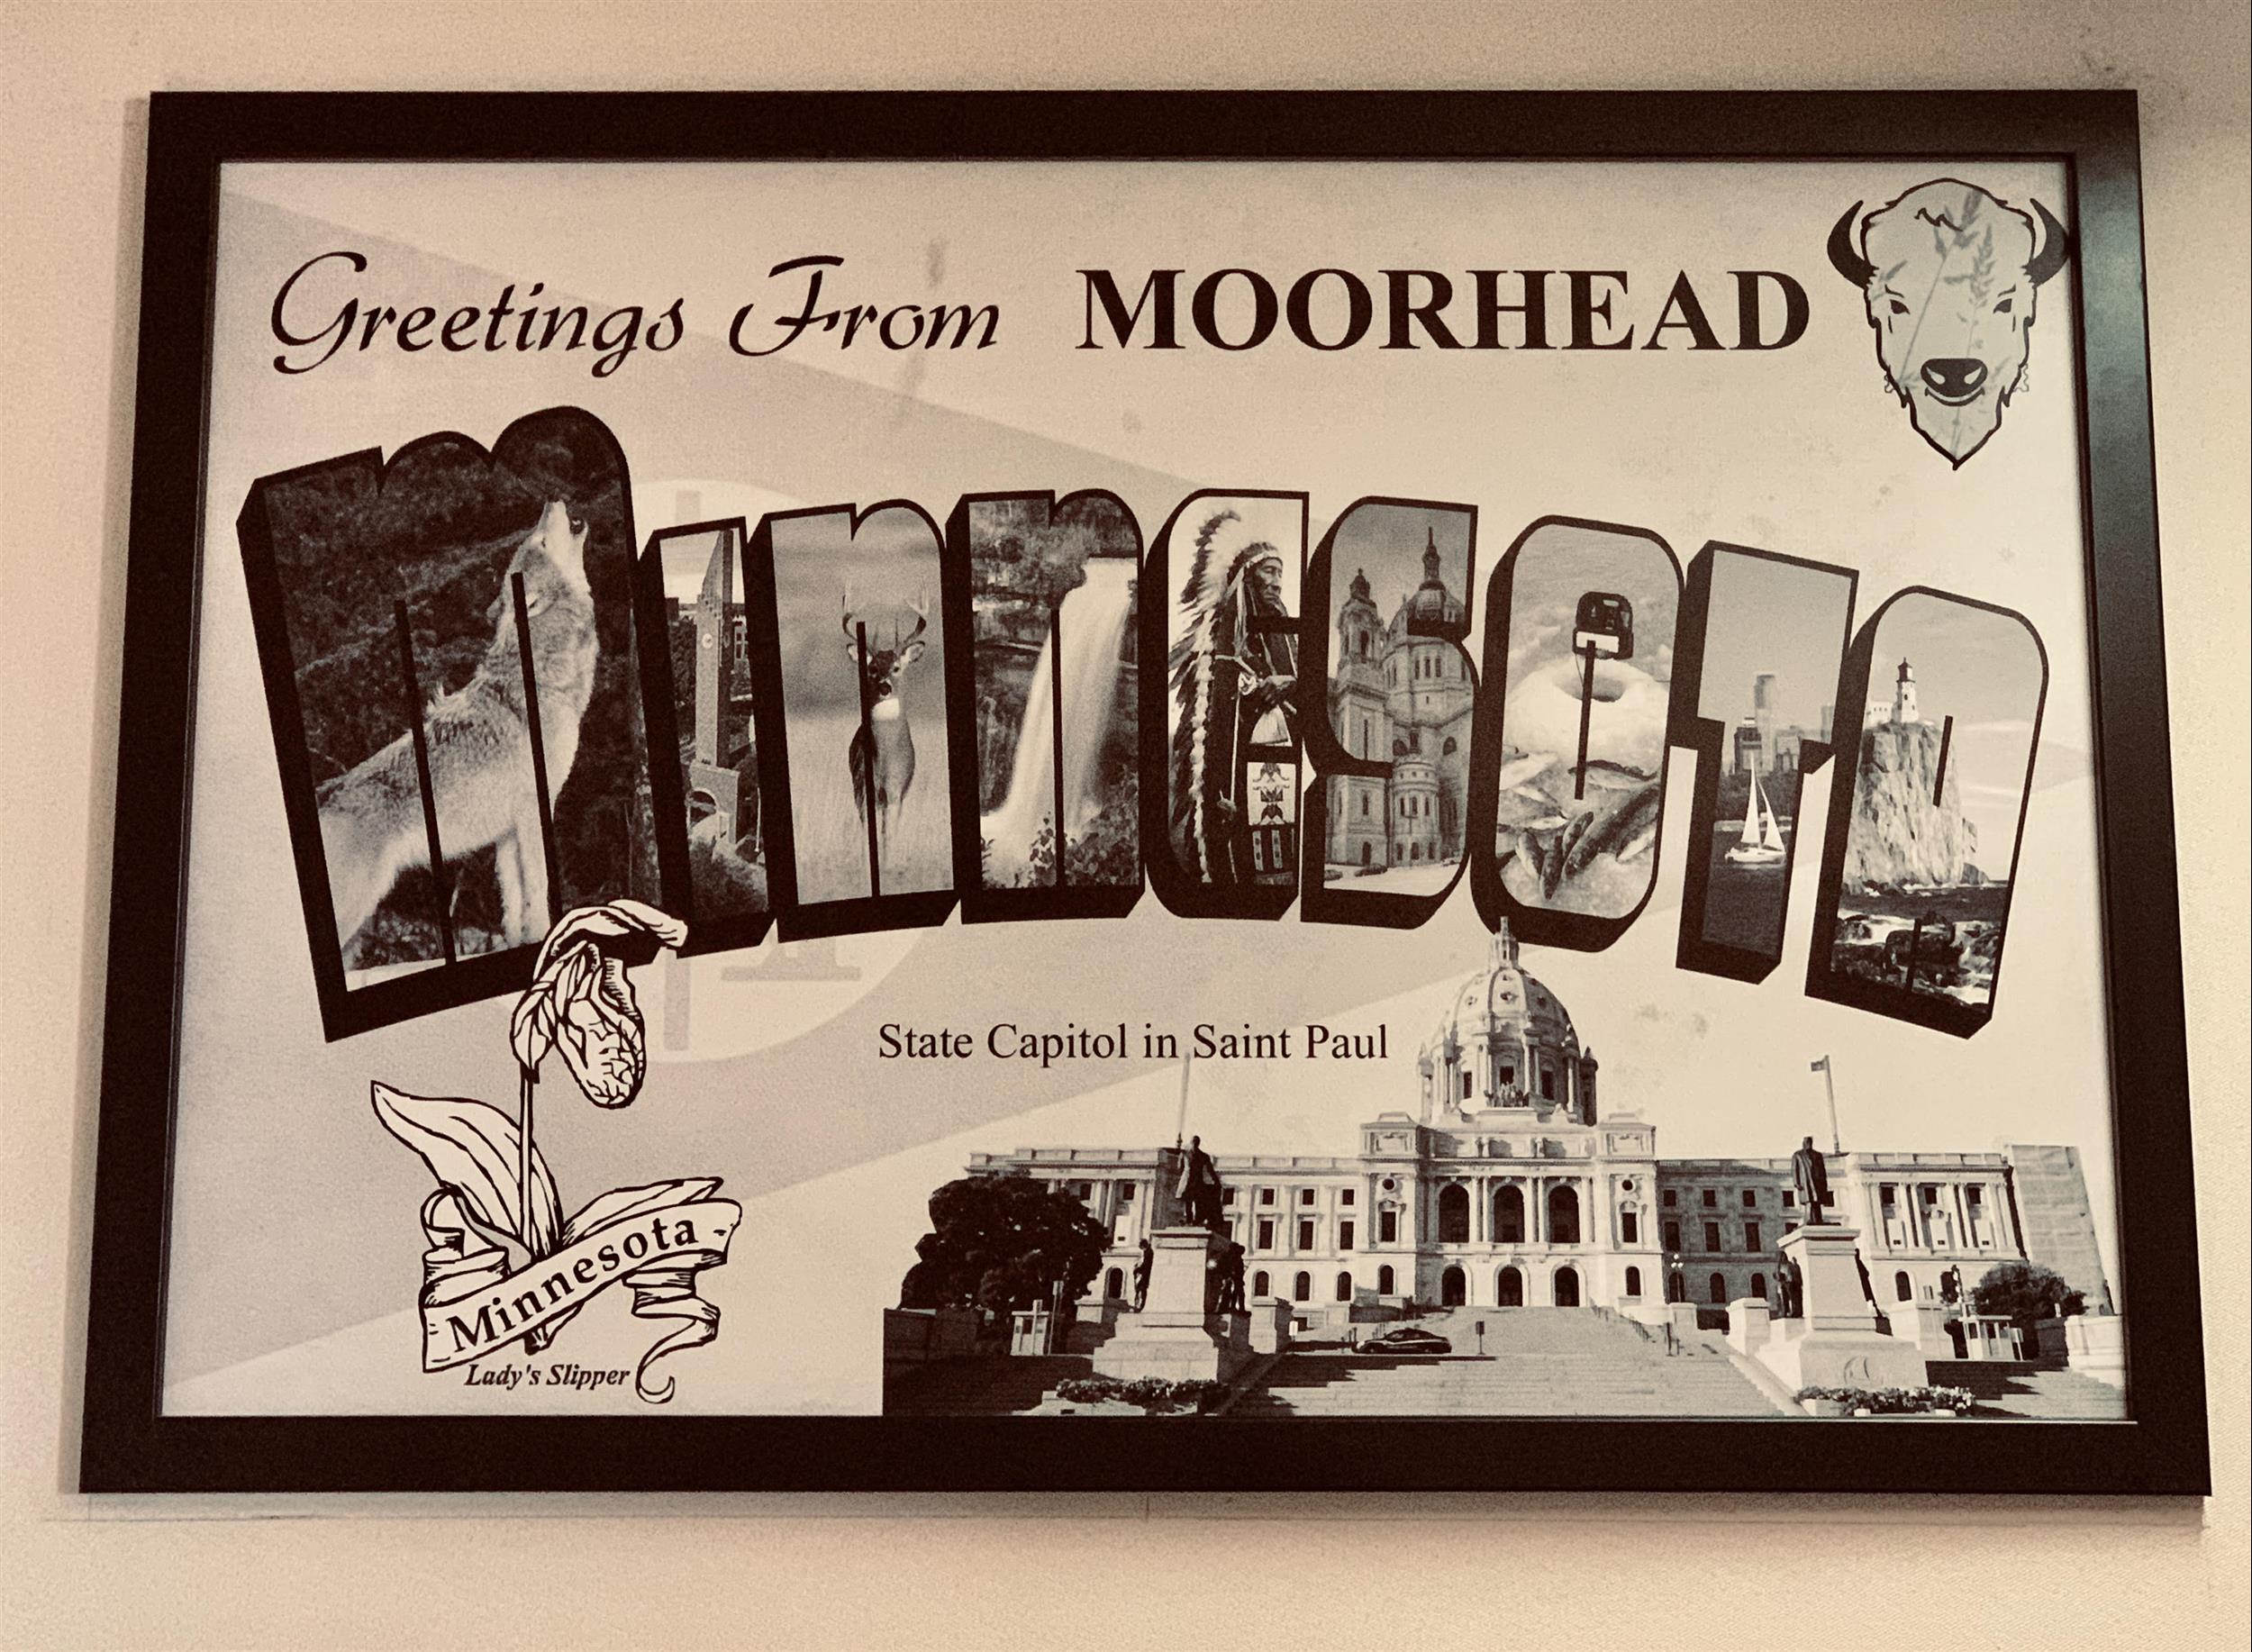 Greetings From MOORHEAD
Minnesota
State Capitol in Saint Paul
Minnesota
Lady's Slipper